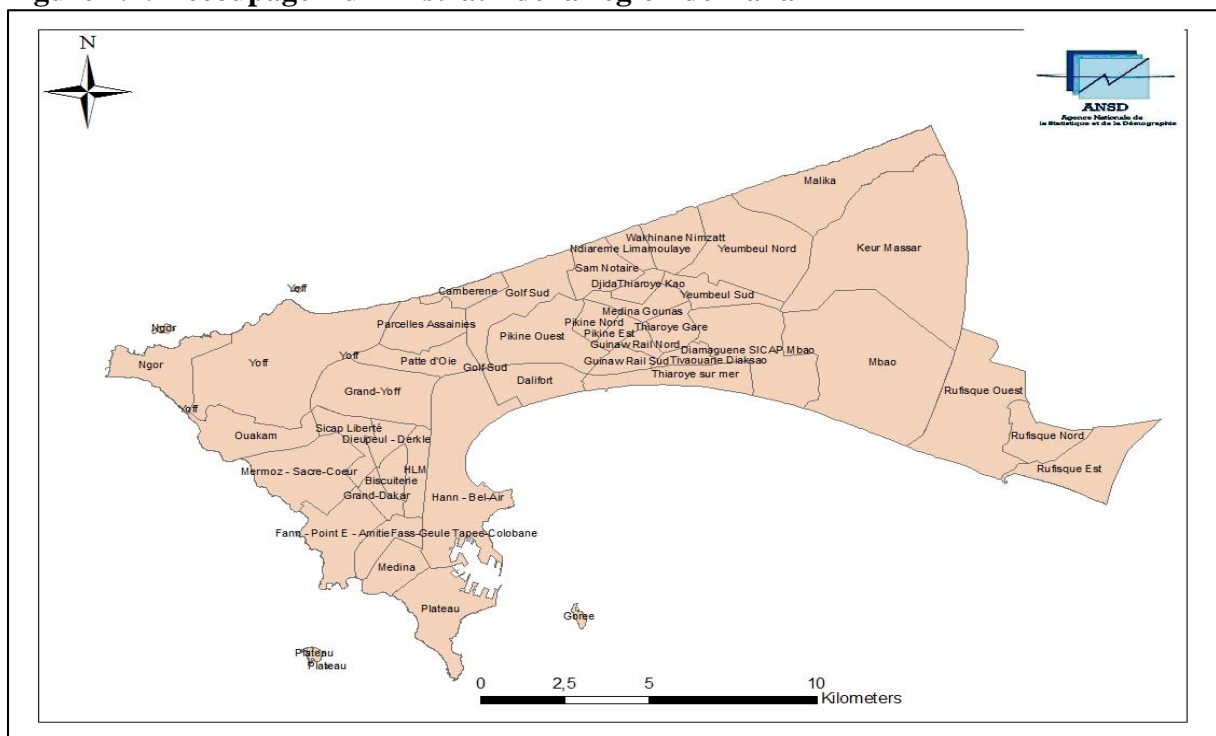 N
ANSD
Agence Nationale de
la Statistique et de la Démographie
Malika
Wakhinane Nimzatt
Ndiareme Limamoulaye
Yeumbeul Nord
Keur Massar
Sam Notaire
Djida Thiaroye Kao
Yoff
Camberene
Golf Sud
Yeumbeul Sud
Medina Gounas
Ngor
Parcelles Assainies
Pikine Nord
Thiaroye Gare
Pikine Ouest
Pikine Est
Guinaw Rail Nord
Diamaguene SICAP Mbao
Ngor
Yoff
Yoff
Patte d'Oie
Golf Sud
Guinaw Rail Sud
Tivaouane Diaksao
Mbao
Dalifort
Thiaroye sur mer
Grand-Yoff
Rufisque Ouest
Yoff
Ouakam
Sicap Liberté
Dieupeul - Derkle
Rufisque Nord
Mermoz - Sacre-Coeur
HLM
Rufisque Est
Biscuiterie
Grand-Dakar
Hann - Bel-Air
Fann - Point E - Amitie
Fass-Geule Tapee-Colobane
Medina
Plateau
Goree
Plateau
Plateau
0 2,5 5 10
Kilometers